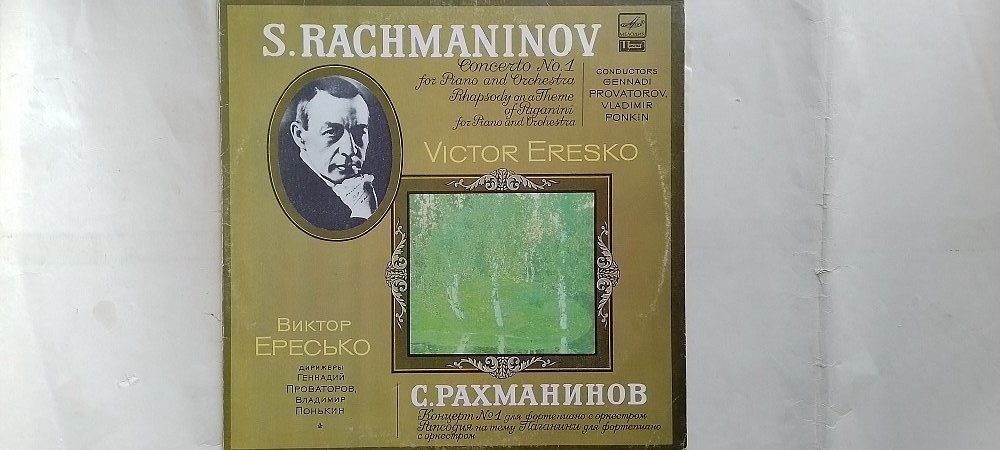 S.RACHMANINOV
Concerto No.1
for Piano and Orchestra
Rhapsody on a Theme
of Paganini
for Piano and Orchestra
CONDUCTORS
GENNADI
PROVATOROV,
VLADIMIR
PONKIN
МЕЛОДИЯ
VICTOR ERESKO
ВИКТОР
ЕРЕСЬКО
ДИРИЖЕРЫ
ГЕННАДИЙ
ПРОВАТОРОВ,
ВЛАДИМИР
ПОНЬКИН
С.РАХМАНИНОВ
Концерт №1 для фортепиано с оркестром
Рапсодия на тему Паганини для фортепиано
с оркестром